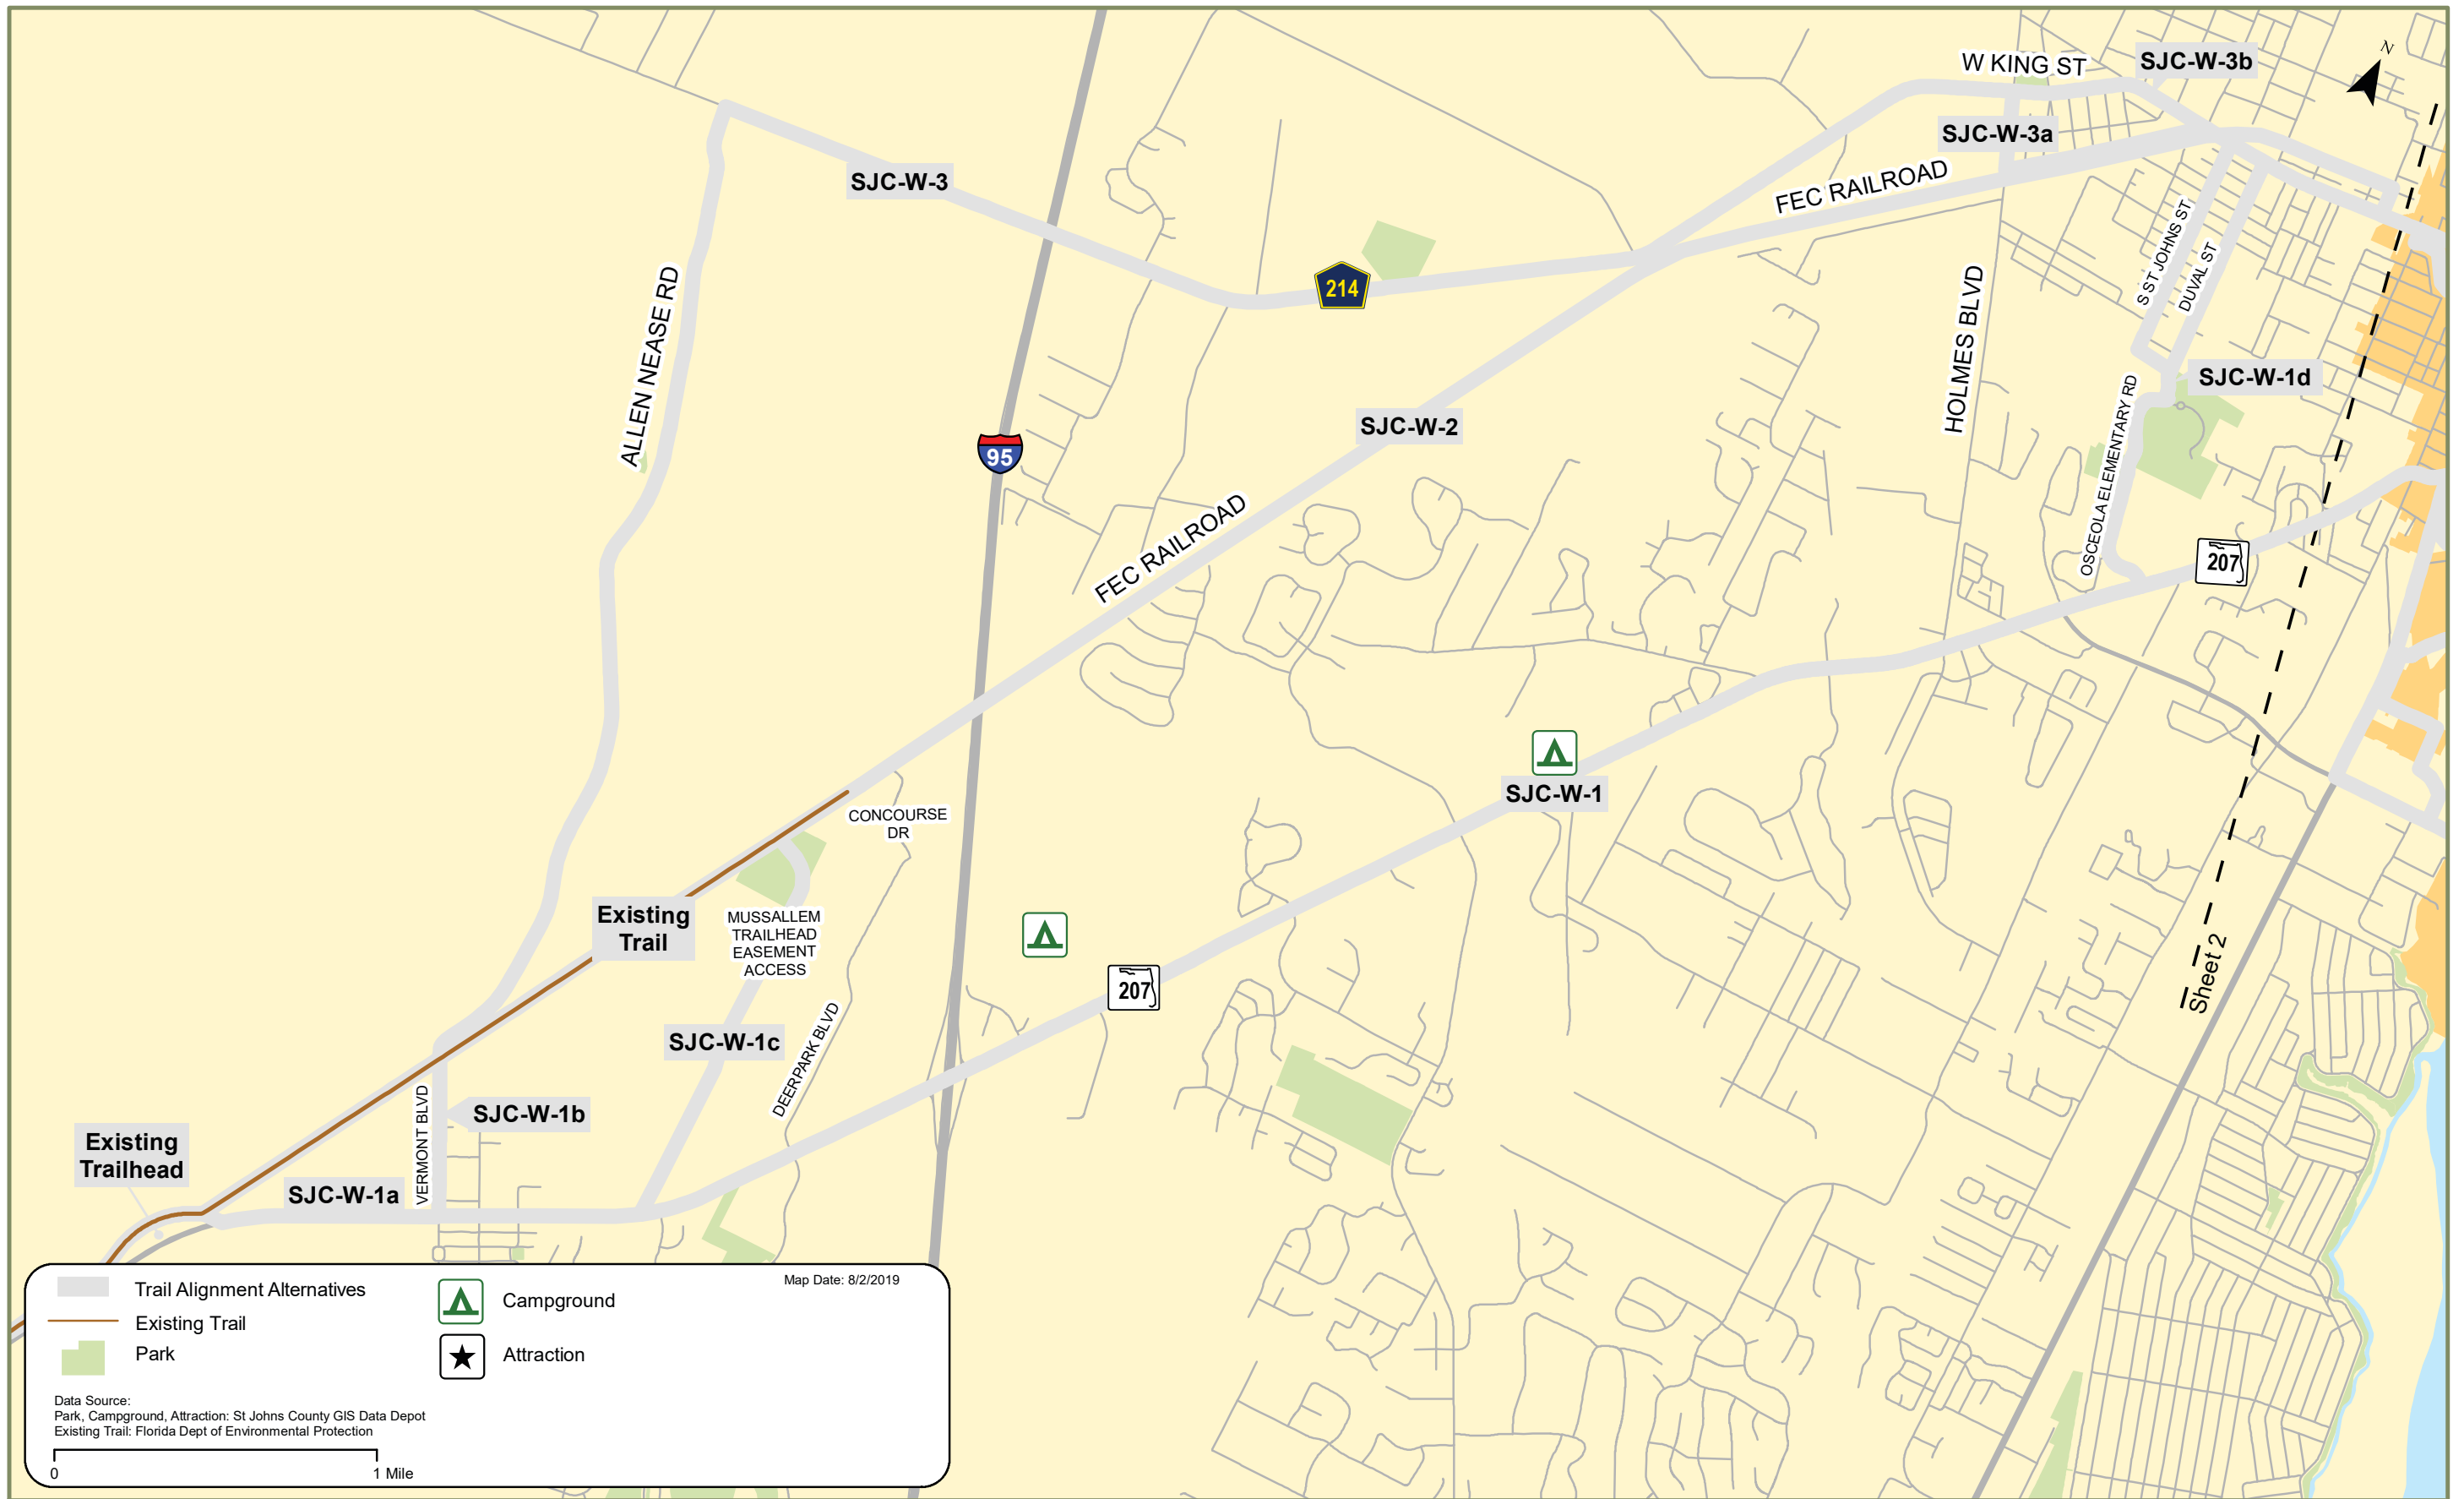 N
W KING ST
SJC-W-3b
SJC-W-3a
SJC-W-3
FEC RAILROAD
S ST JOHNS ST
DUVAL ST
214
ALLEN NEASE RD
HOLMES BLVD
SJC-W-1d
SJC-W-2
95
OSCEOLA ELEMENTARY RD
FEC RAILROAD
207
SJC-W-1
CONCOURSE
DR
Existing
Trail
MUSSALLEM
TRAILHEAD
EASEMENT
ACCESS
207
Sheet 2
SJC-W-1c
DEERPARK BLVD
VERMONT BLVD
SJC-W-1b
Existing
Trailhead
SJC-W-1a
Trail Alignment Alternatives
Existing Trail
Park
Campground
Attraction
Map Date: 8/2/2019
Data Source:
Park, Campground, Attraction: St Johns County GIS Data Depot
Existing Trail: Florida Dept of Environmental Protection
0 1 Mile